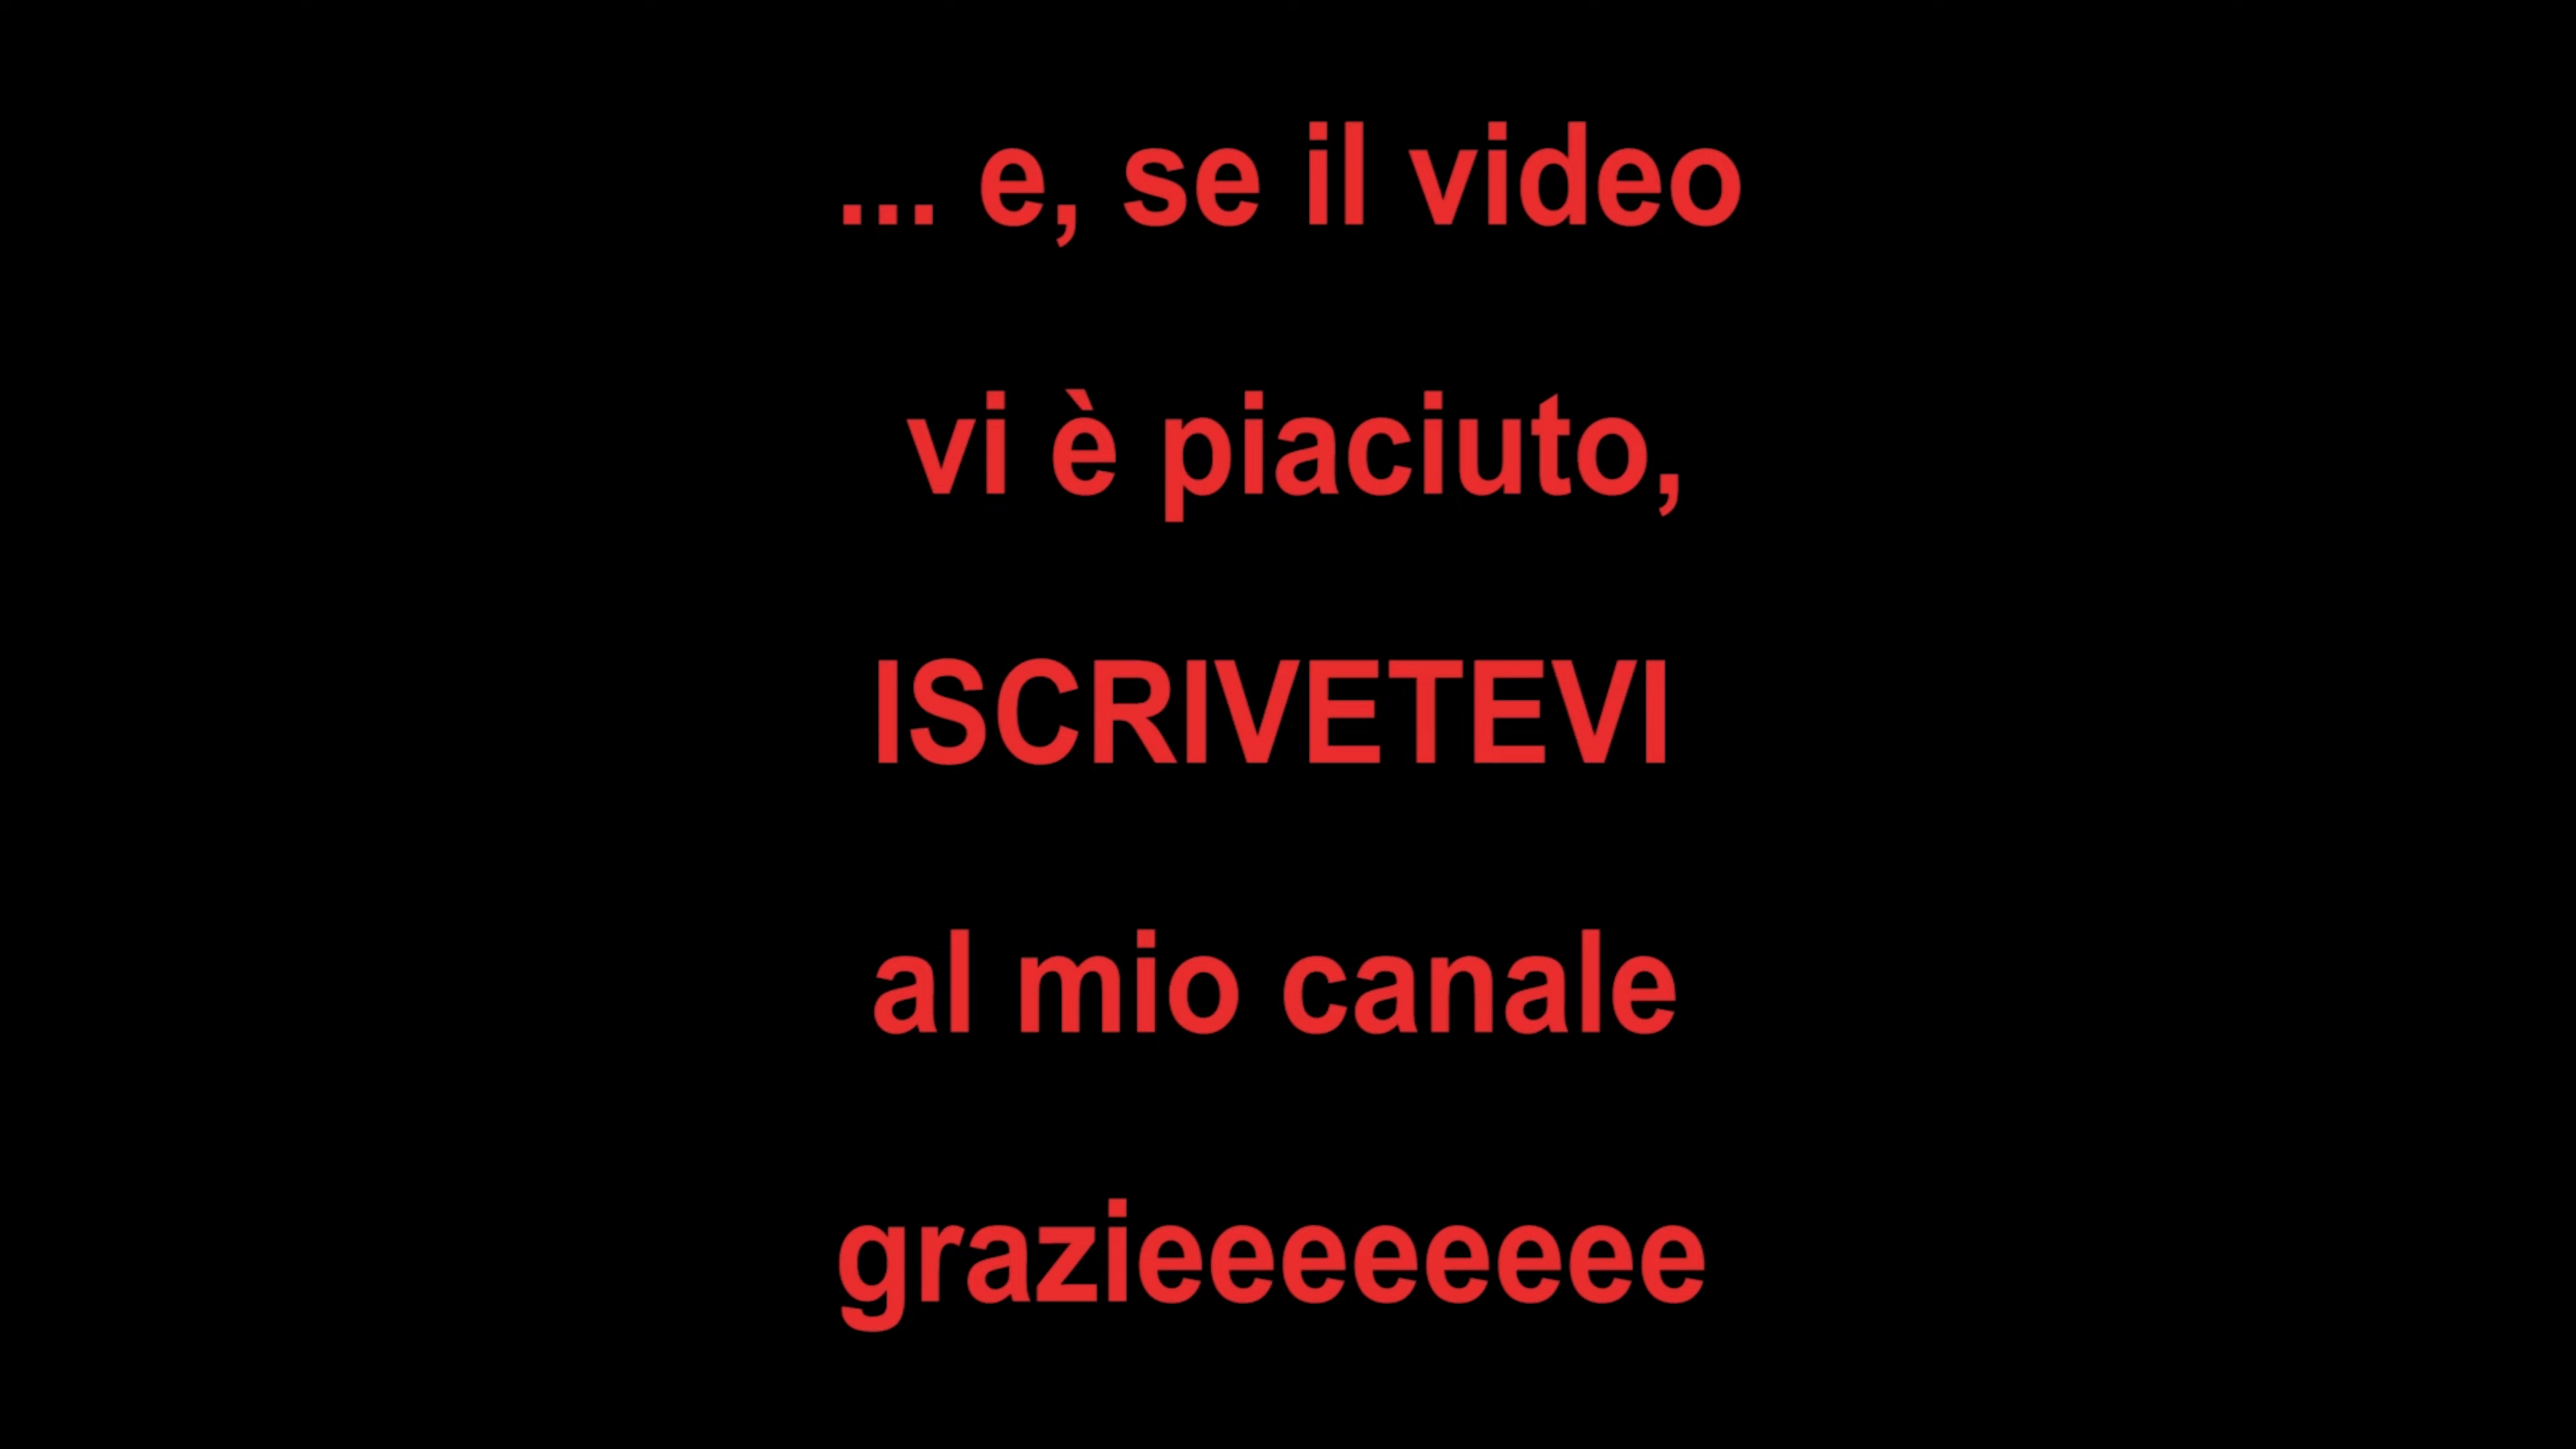 ... e, se il video
vi è piaciuto,
ISCRIVETEVI
al mio canale
grazieeeeeeee